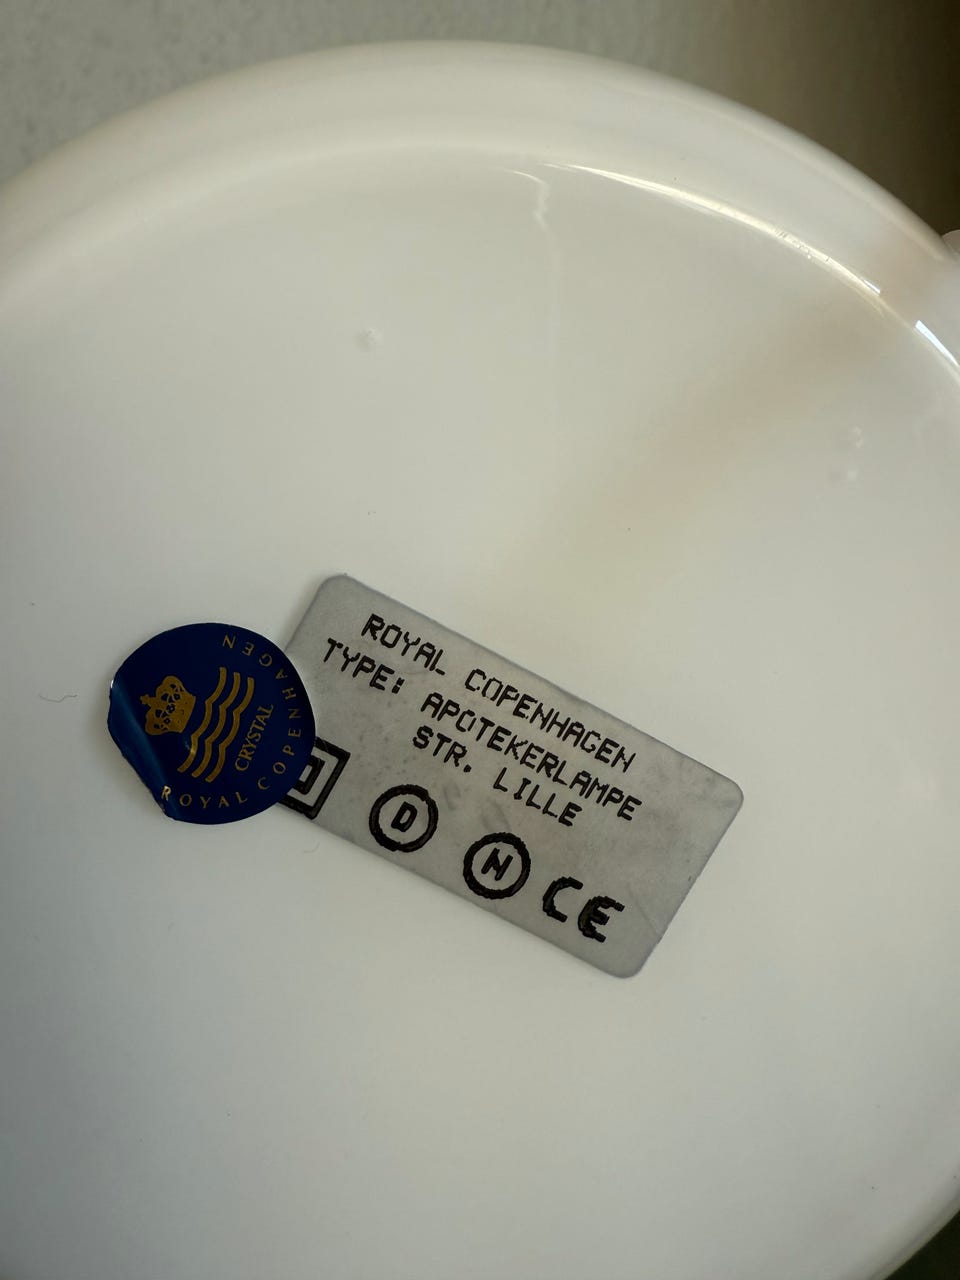 ROYAL COPENHAGEN
TYPE: APOTEKERLAMPE
STR. LILLE
D N CE
ROYAL COPENHAGEN
CRYSTAL